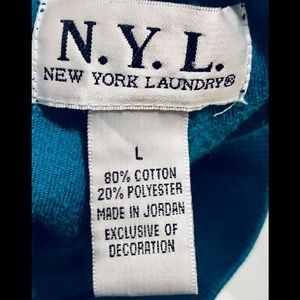 N. Y. L.
NEW YORK LAUNDRY®
L
80% COTTON
20% POLYESTER
MADE IN JORDAN
EXCLUSIVE OF
DECORATION